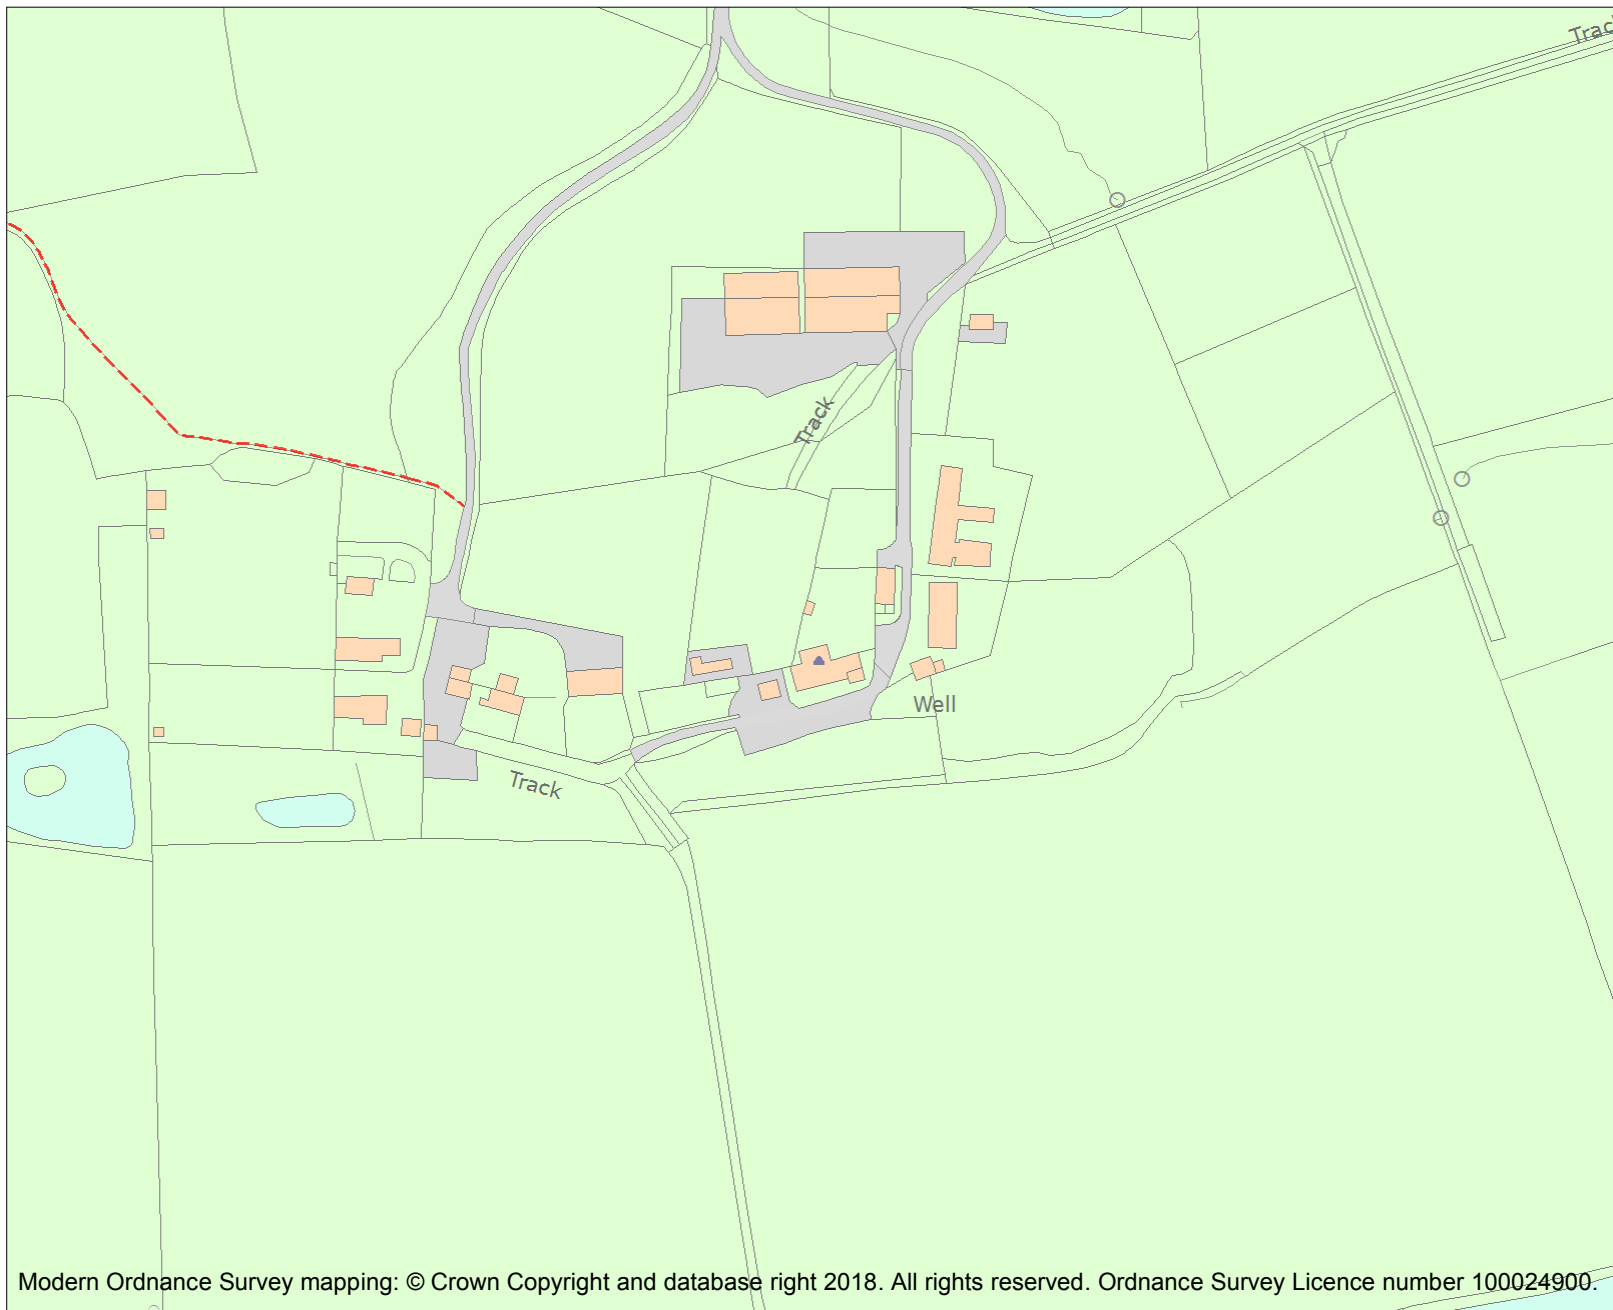 Trac
Track
Well
Track
Modern Ordnance Survey mapping: © Crown Copyright and database right 2018. All rights reserved. Ordnance Survey Licence number 100024900.